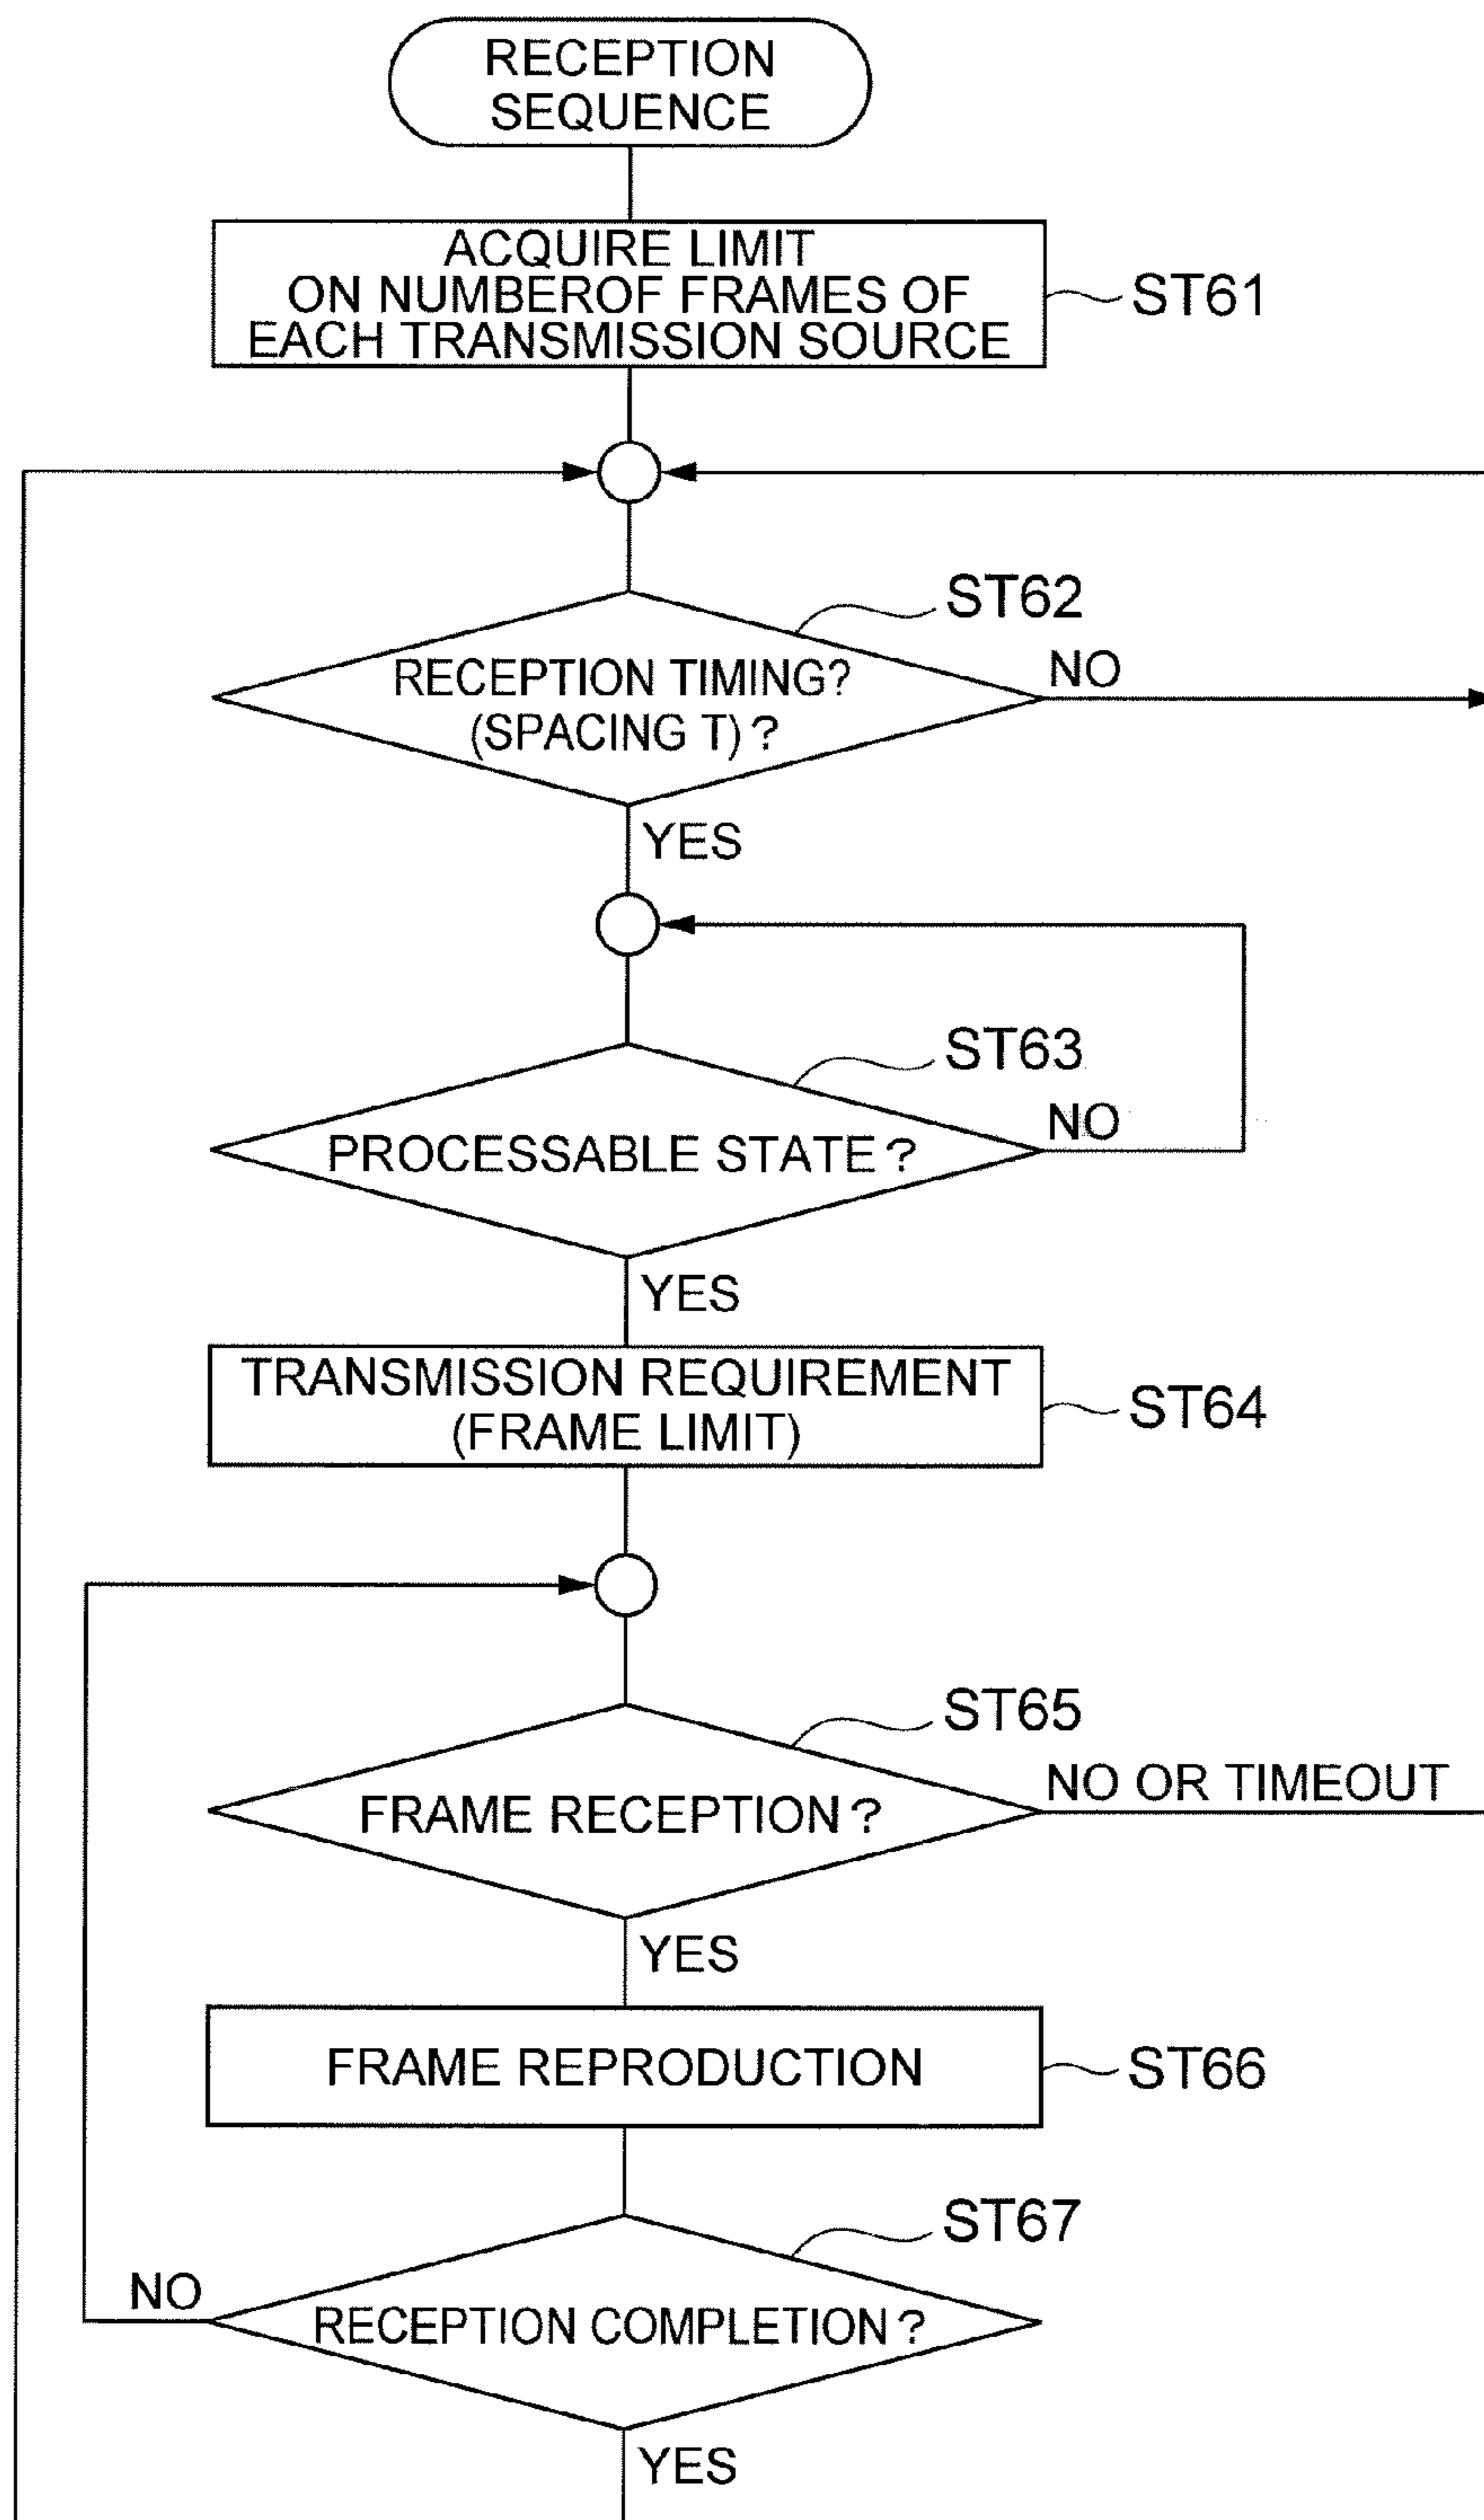 RECEPTION
SEQUENCE
ACQUIRE LIMIT
ON NUMBEROF FRAMES OF
EACH TRANSMISSION SOURCE
ST61
ST62
RECEPTION TIMING?
(SPACING T) ?
NO
YES
ST63
PROCESSABLE STATE ?
NO
YES
TRANSMISSION REQUIREMENT
(FRAME LIMIT)
ST64
ST65
FRAME RECEPTION ?
NO OR TIMEOUT
YES
FRAME REPRODUCTION
ST66
ST67
NO
RECEPTION COMPLETION ?
YES